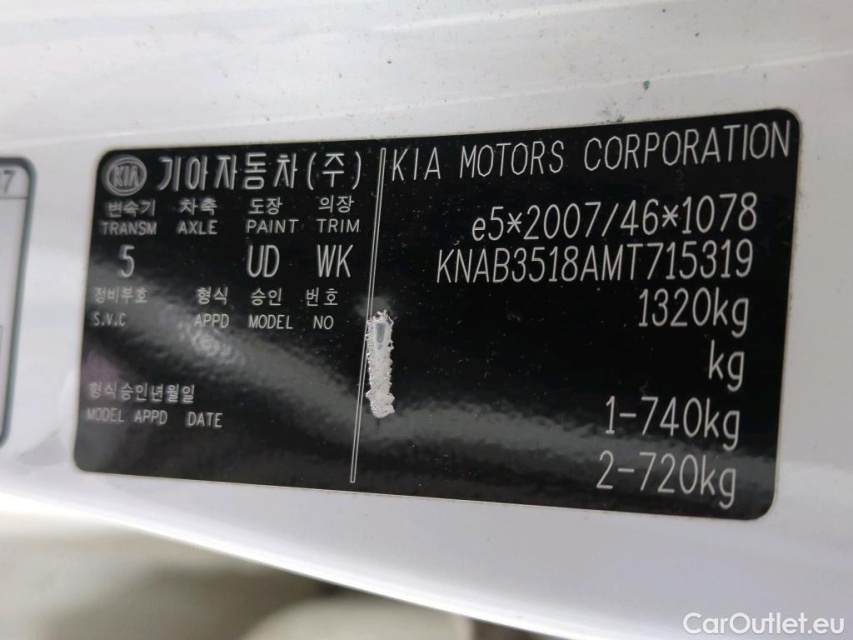 KIA 기아자동차(주)
변속기 차축 도장 의장
TRANSM AXLE PAINT TRIM
5 UD WK
정비부호 형식 승인 번호
S.V.C APPD MODEL NO
형식승인년월일
MODEL APPD DATE
KIA MOTORS CORPORATION
e5*2007/46*1078
KNAB3518AMT715319
1320kg
kg
1-740kg
2-720kg
7
CarOutlet.eu